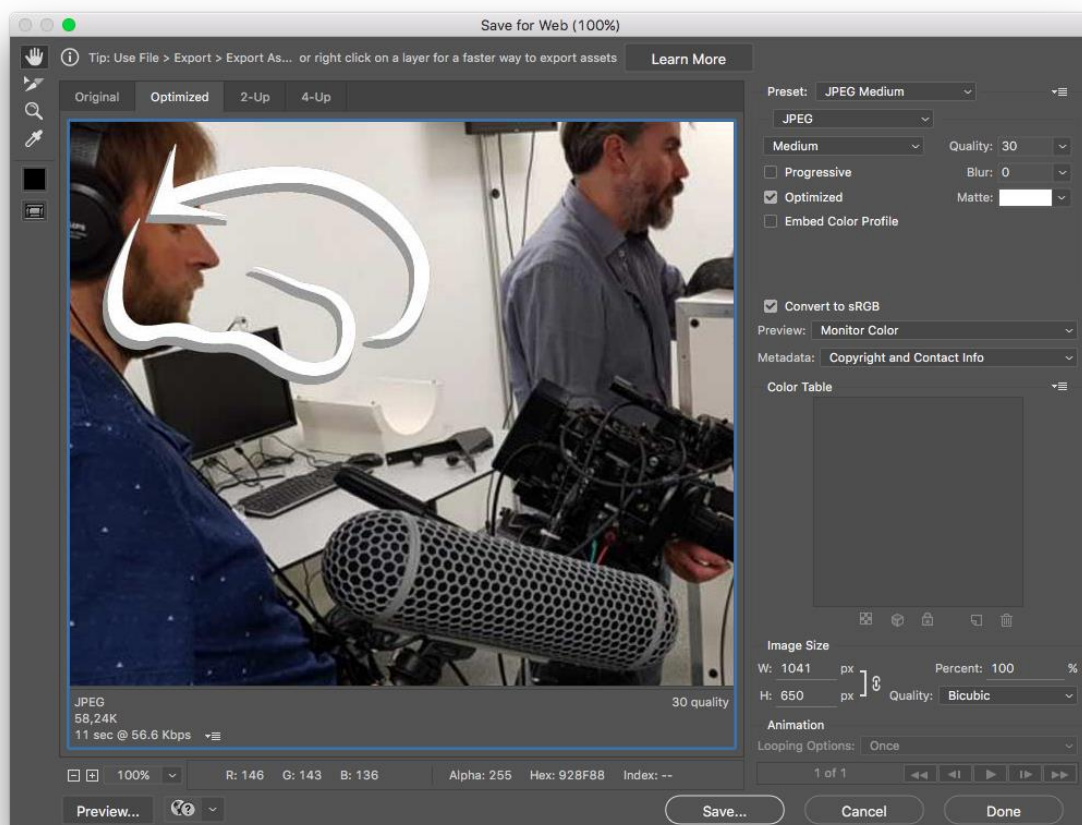 Save for Web (100%)
Tip: Use File > Export > Export As... or right click on a layer for a faster way to export assets
Learn More
Original Optimized 2-Up 4-Up
Preset: JPEG Medium
JPEG
Medium Quality: 30
Progressive Blur: 0
Optimized Matte:
Embed Color Profile
Convert to sRGB
Preview: Monitor Color
Metadata: Copyright and Contact Info
Color Table
Image Size
W: 1041 px Percent: 100 %
H: 650 px Quality: Bicubic
Animation
Looping Options: Once
1 of 1
JPEG 30 quality
58,24K
11 sec @ 56.6 Kbps
100% R: 146 G: 143 B: 136 Alpha: 255 Hex: 928F88 Index: --
Preview... Save... Cancel Done